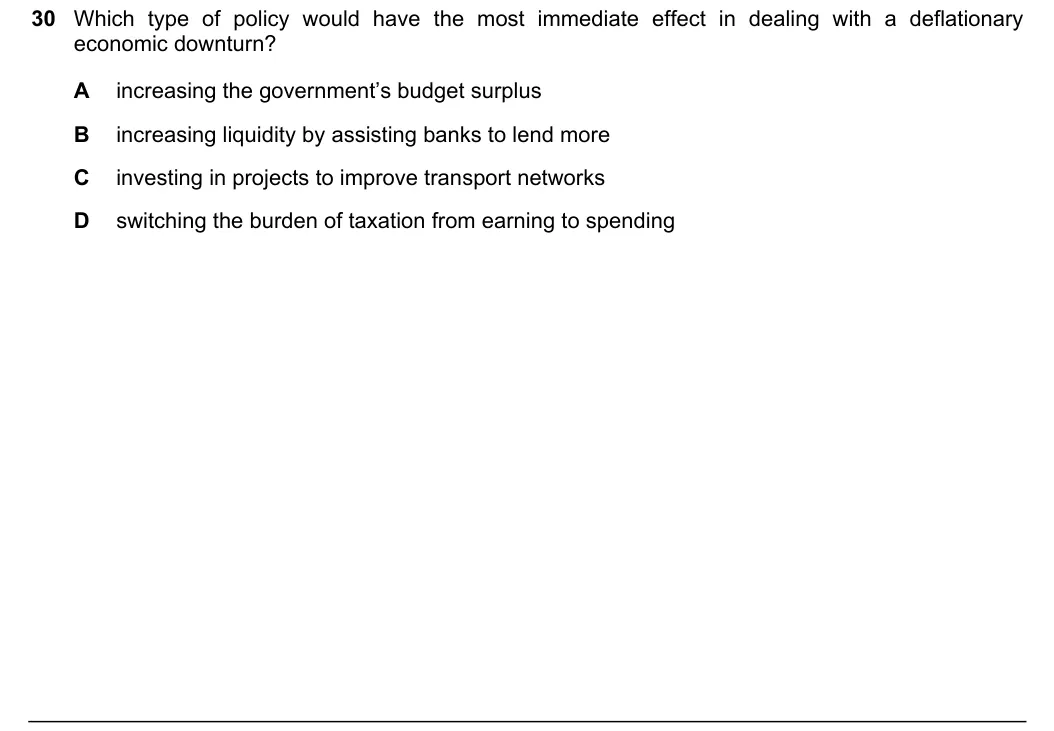 30 Which type of policy would have the most immediate effect in dealing with a deflationary
economic downturn?
A increasing the government’s budget surplus
B increasing liquidity by assisting banks to lend more
C investing in projects to improve transport networks
D switching the burden of taxation from earning to spending